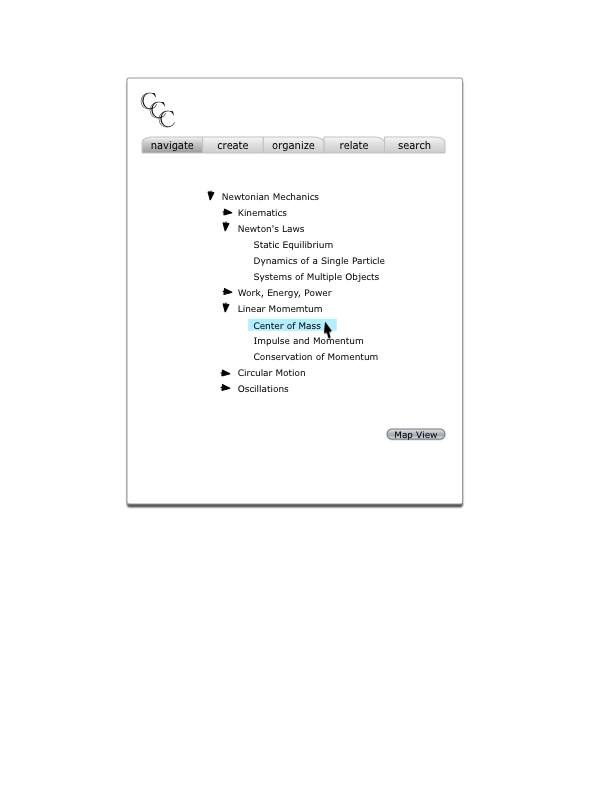 CCC
navigate create organize relate search
Newtonian Mechanics
Kinematics
Newton's Laws
Static Equilibrium
Dynamics of a Single Particle
Systems of Multiple Objects
Work, Energy, Power
Linear Momemtum
Center of Mass
Impulse and Momentum
Conservation of Momentum
Circular Motion
Oscillations
Map View